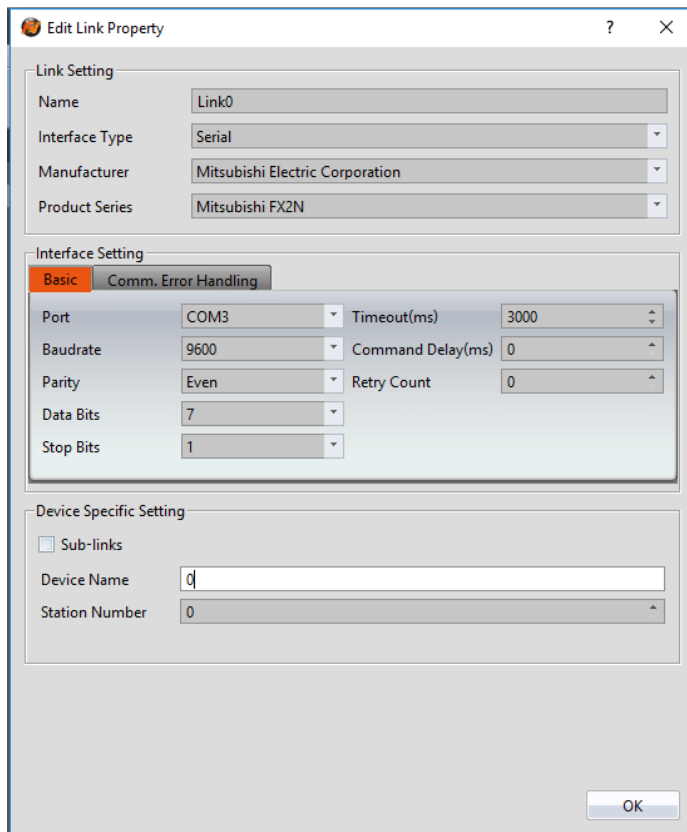 Edit Link Property ? ×
Link Setting
Name Link0
Interface Type Serial
Manufacturer Mitsubishi Electric Corporation
Product Series Mitsubishi FX2N
Interface Setting
Basic Comm. Error Handling
Port COM3 Timeout(ms) 3000
Baudrate 9600 Command Delay(ms) 0
Parity Even Retry Count 0
Data Bits 7
Stop Bits 1
Device Specific Setting
Sub-links
Device Name 0
Station Number 0
OK